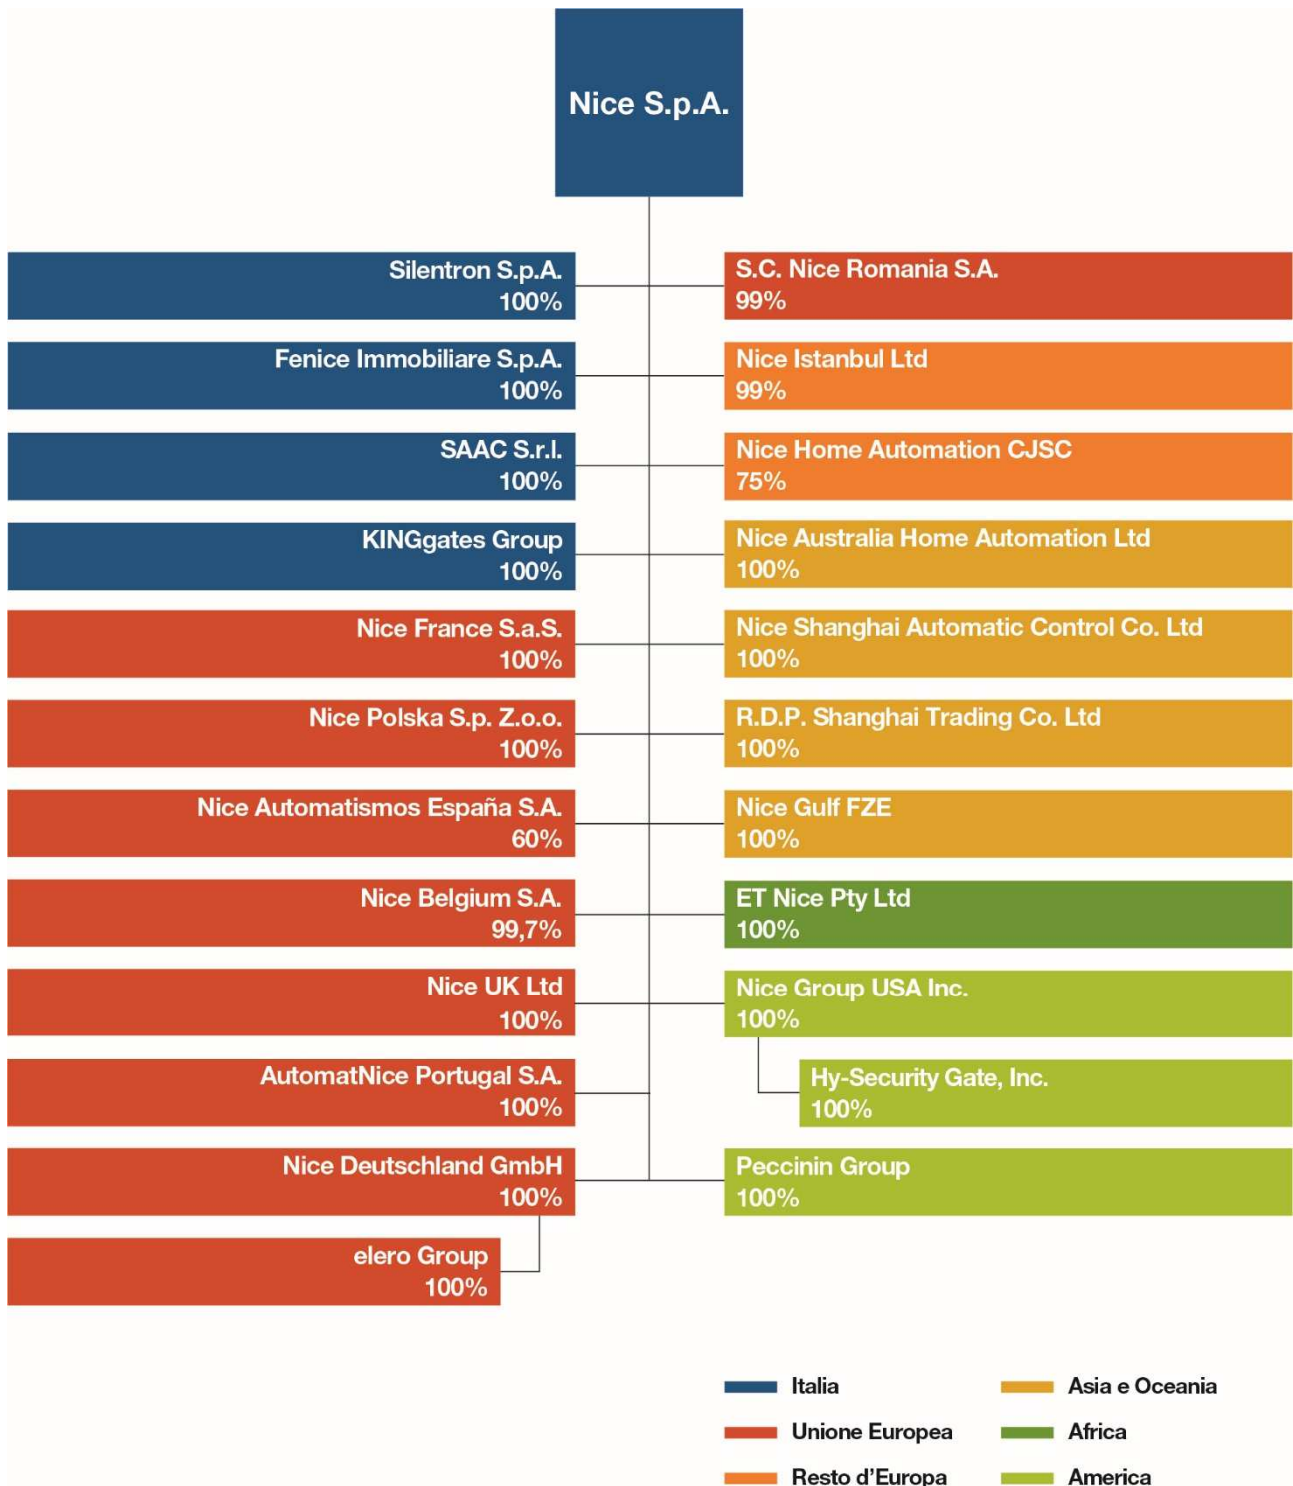 Nice S.p.A.
Silentron S.p.A.
100%
Fenice Immobiliare S.p.A.
100%
SAAC S.r.l.
100%
KINGgates Group
100%
Nice France S.a.S.
100%
Nice Polska S.p. Z.o.o.
100%
Nice Automatismos España S.A.
60%
Nice Belgium S.A.
99,7%
Nice UK Ltd
100%
AutomatNice Portugal S.A.
100%
Nice Deutschland GmbH
100%
elero Group
100%
S.C. Nice Romania S.A.
99%
Nice Istanbul Ltd
99%
Nice Home Automation CJSC
75%
Nice Australia Home Automation Ltd
100%
Nice Shanghai Automatic Control Co. Ltd
100%
R.D.P. Shanghai Trading Co. Ltd
100%
Nice Gulf FZE
100%
ET Nice Pty Ltd
100%
Nice Group USA Inc.
100%
Hy-Security Gate, Inc.
100%
Peccinin Group
100%
Italia
Unione Europea
Resto d'Europa
Asia e Oceania
Africa
America